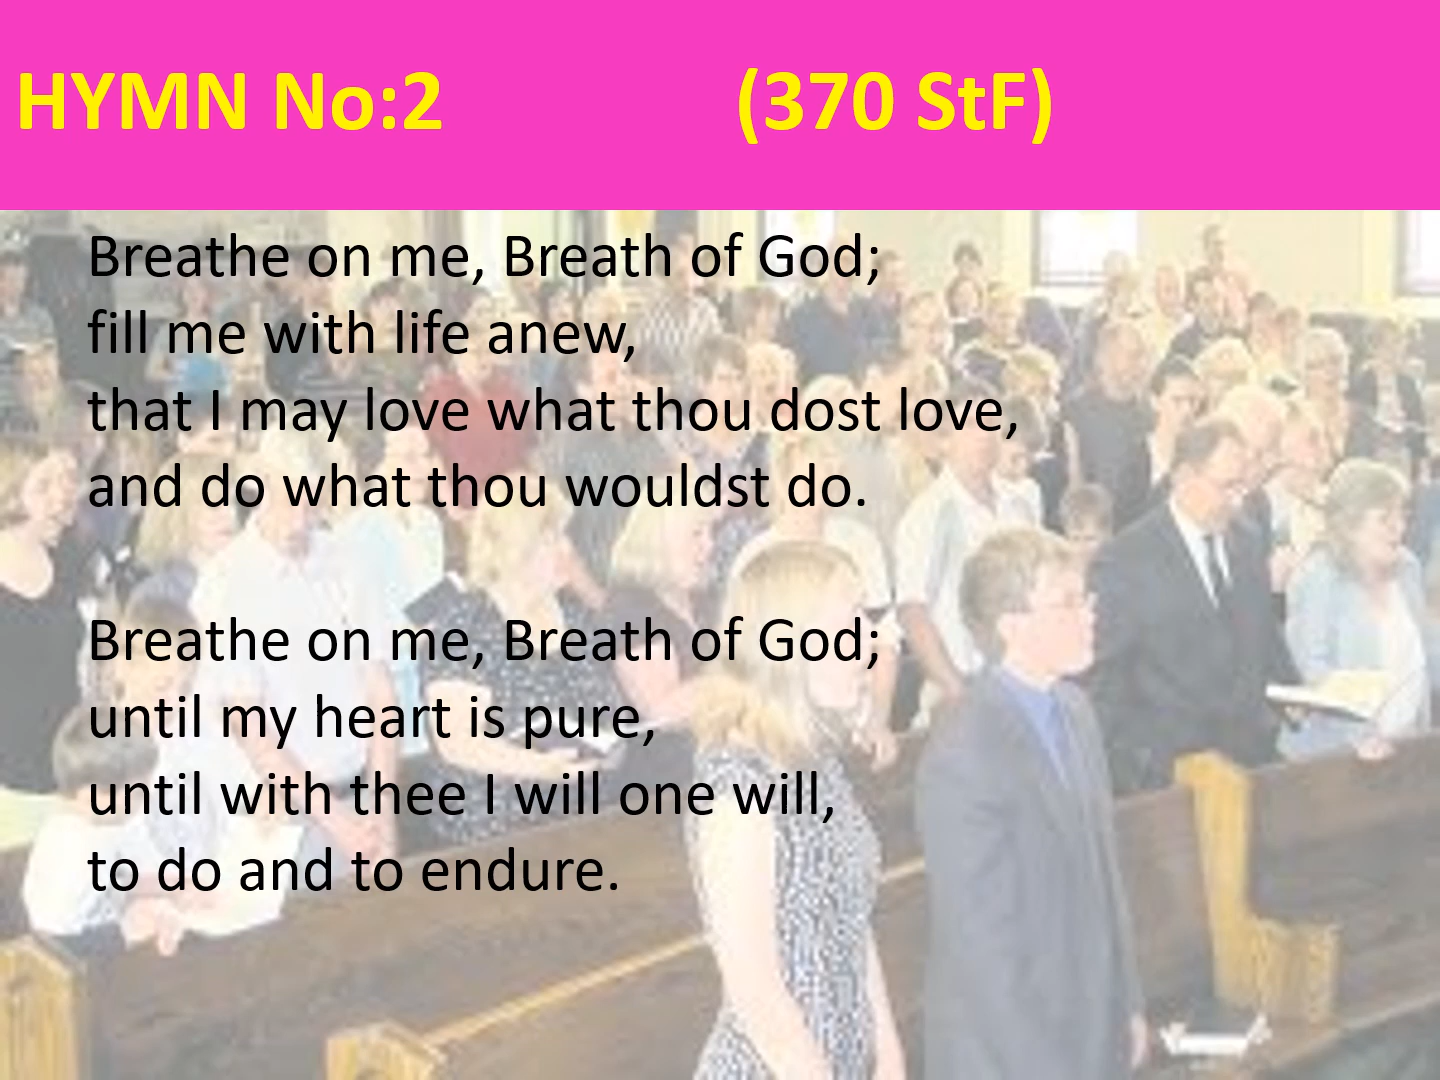 HYMN No:2 (370 StF)
Breathe on me, Breath of God;
fill me with life anew,
that I may love what thou dost love,
and do what thou wouldst do.
Breathe on me, Breath of God;
until my heart is pure,
until with thee I will one will,
to do and to endure.